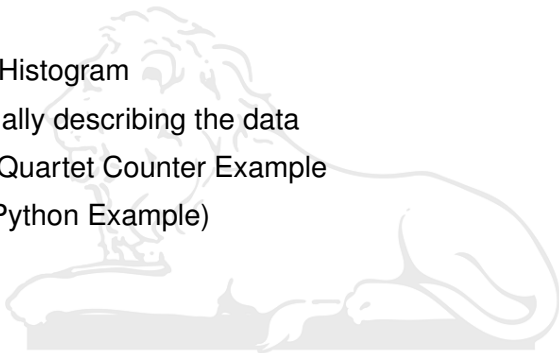 Histogram
ally describing the data
Quartet Counter Example
Python Example)